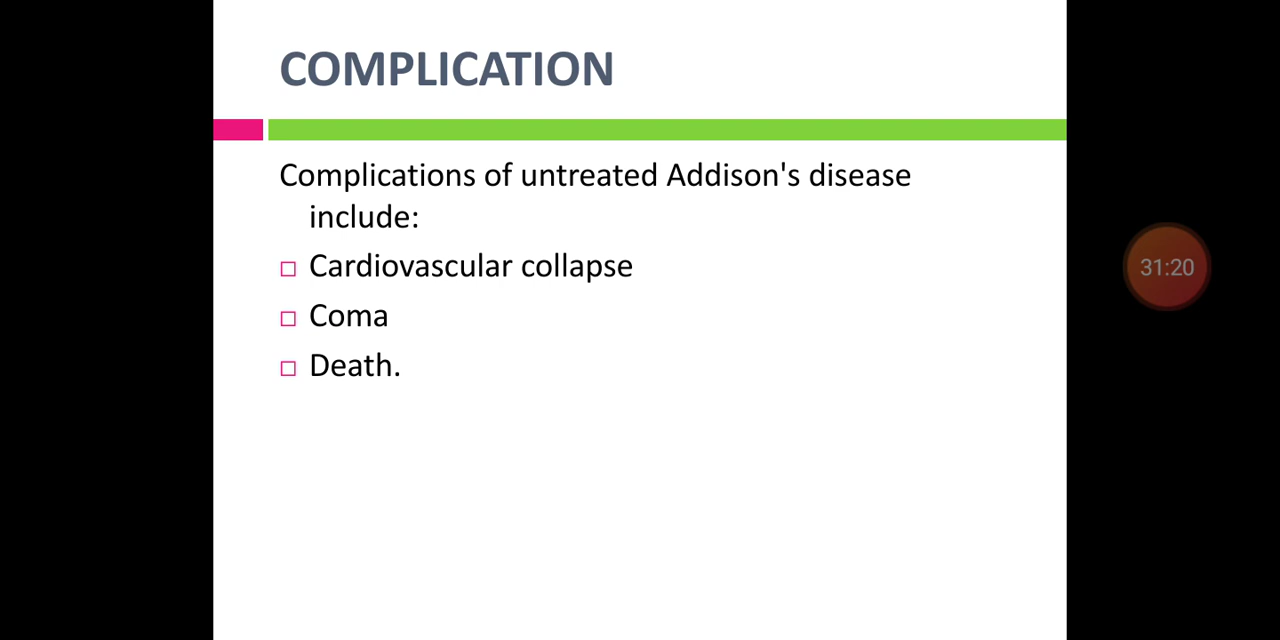 COMPLICATION
Complications of untreated Addison's disease
include:
Cardiovascular collapse
Coma
Death.
31:20